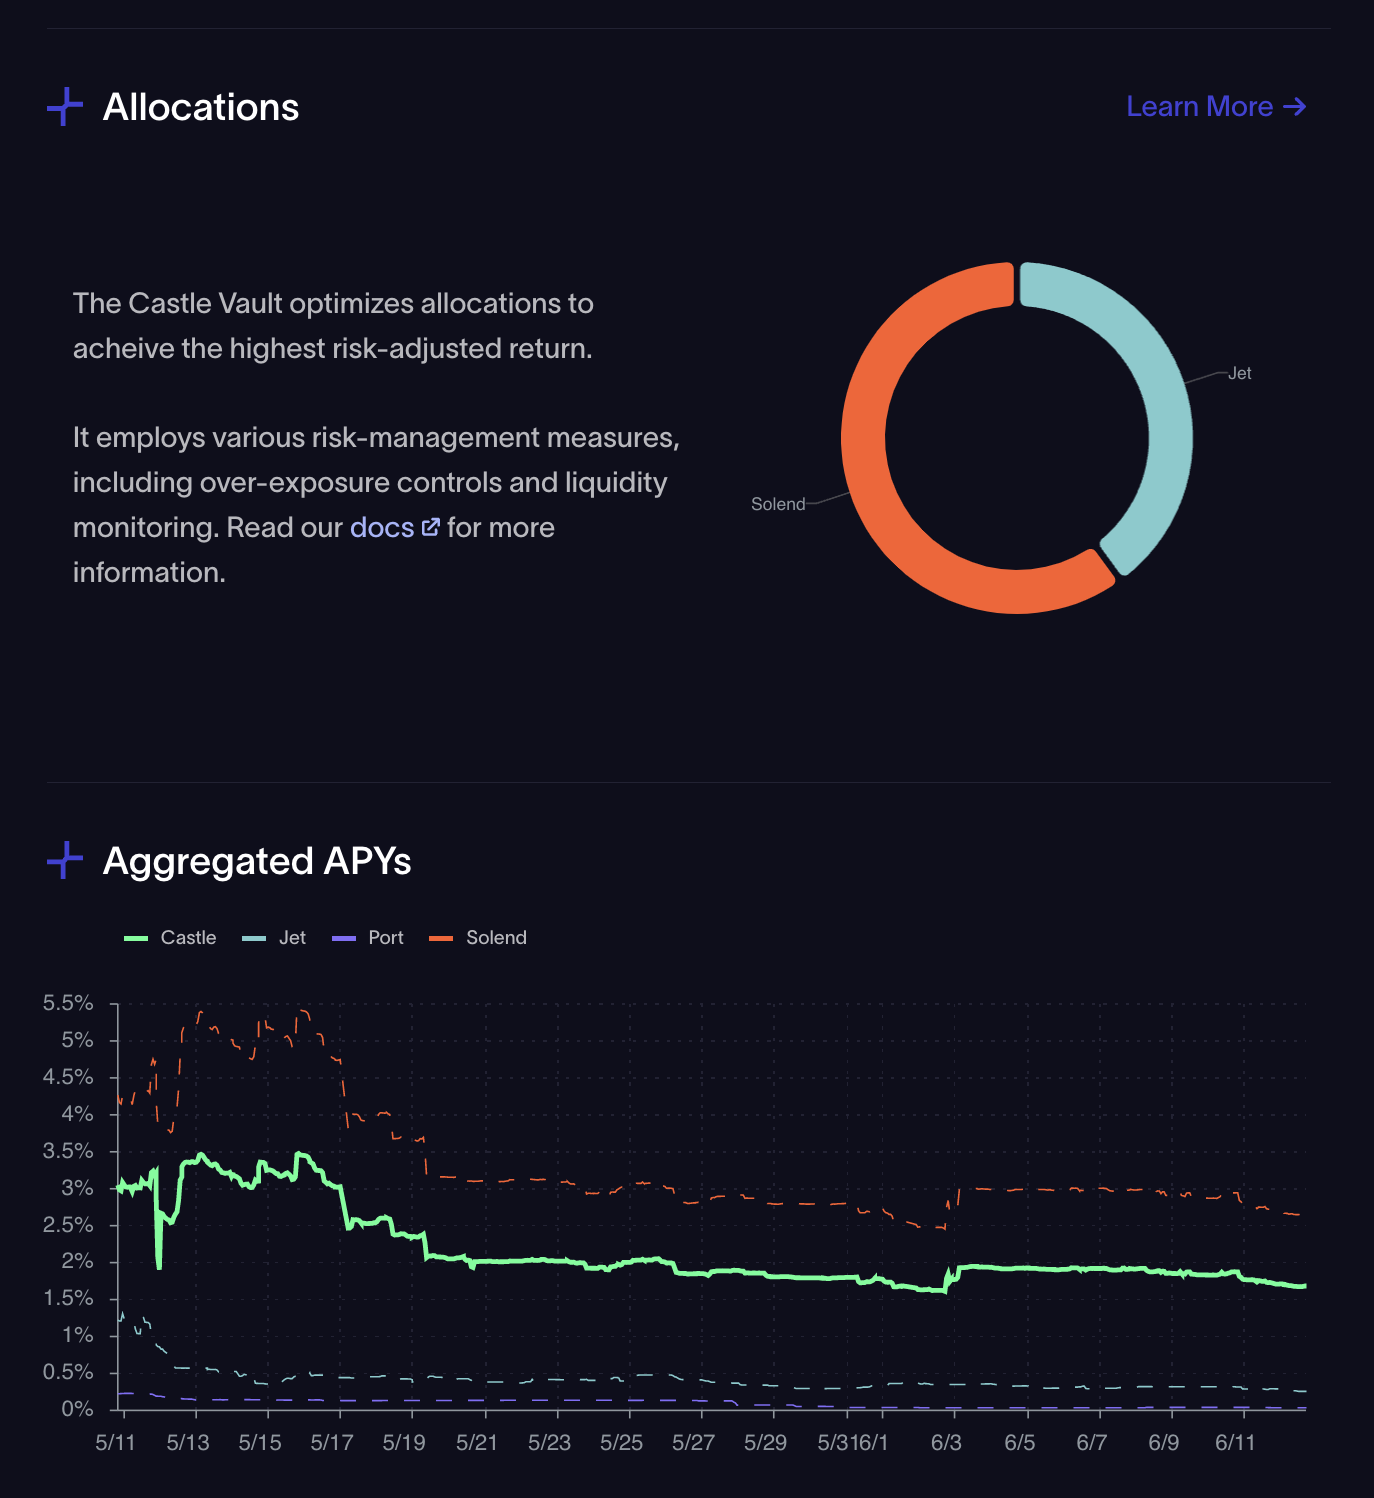 Allocations
Learn More →
The Castle Vault optimizes allocations to
acheive the highest risk-adjusted return.
It employs various risk-management measures,
including over-exposure controls and liquidity
monitoring. Read our docs for more
information.
Jet
Solend
Aggregated APYs
Castle Jet Port Solend
5.5%
5%
4.5%
4%
3.5%
3%
2.5%
2%
1.5%
1%
0.5%
0%
5/11 5/13 5/15 5/17 5/19 5/21 5/23 5/25 5/27 5/29 5/31 6/1 6/3 6/5 6/7 6/9 6/11